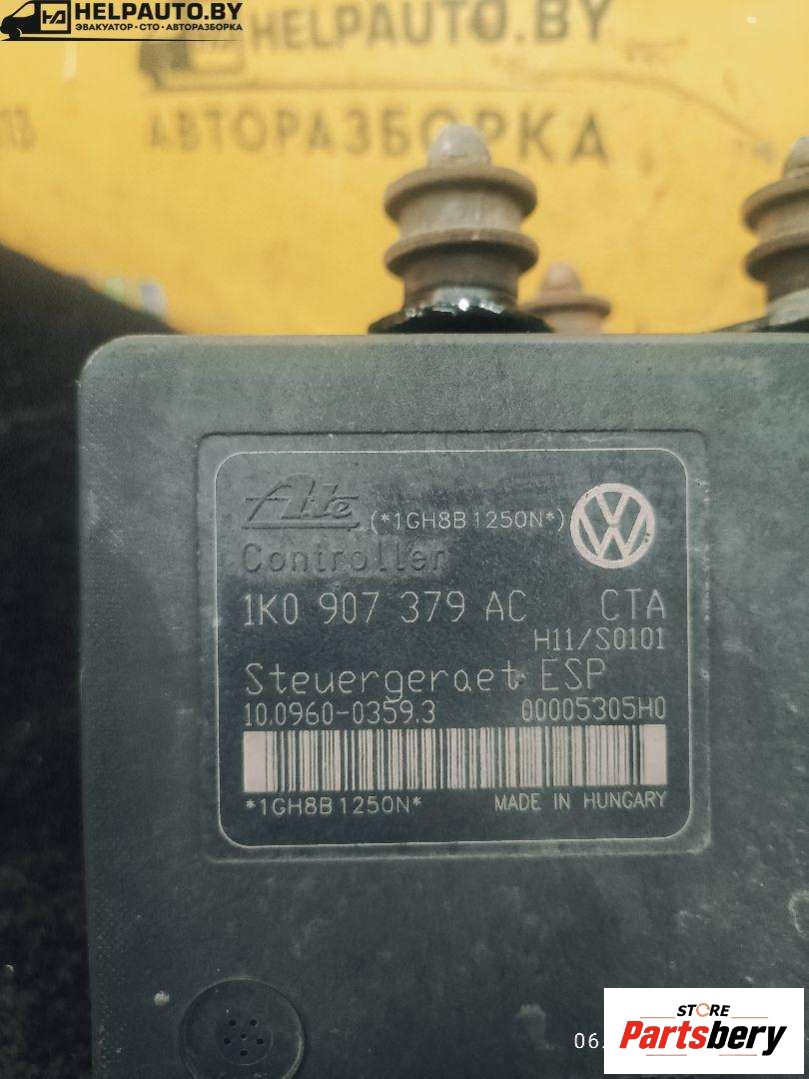 HELPAUTO.BY
ЭВАКУАТОР · СТО · АВТОРАЗБОРКА
HELPAUTO.BY
АВТОРАЗБОРКА
Ate (*1GH8B1250N*)
Controller
1K0 907 379 AC CTA
H11/S0101
Steuergeraet ESP
10.0960-0359.3 00005305H0
*1GH8B1250N* MADE IN HUNGARY
STORE
06.
Partsbery